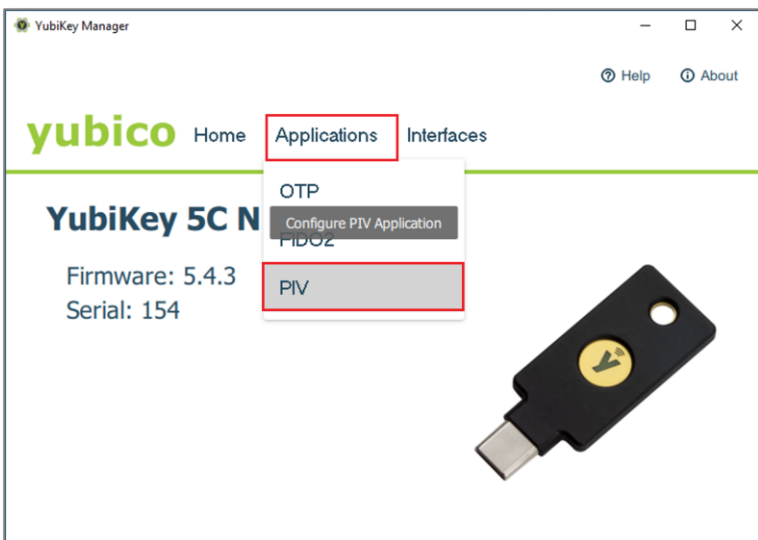 YubiKey Manager
Help About
yubico Home Applications Interfaces
OTP
YubiKey 5C N
Configure PIV Application
FIDO2
Firmware: 5.4.3
PIV
Serial: 154